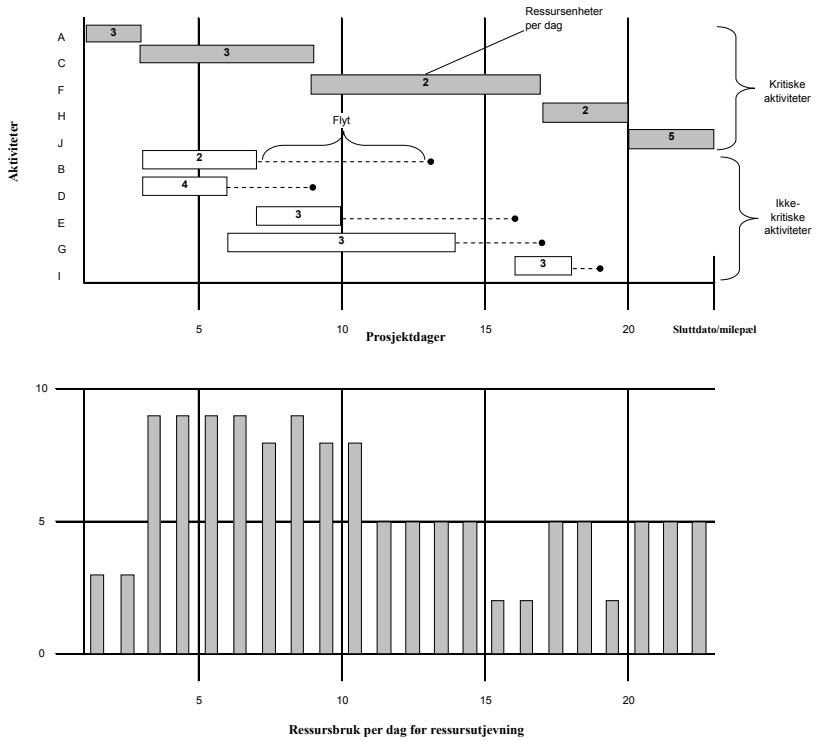 Ressursenheter
per dag
A
3
C
3
F
2
Kritiske
aktiviteter
H
2
Flyt
J
5
Aktiviteter
B
2
D
4
E
3
Ikke-
kritiske
aktiviteter
G
3
I
3
5
10
15
20
Sluttdato/milepæl
Prosjektdager
10
5
0
5
10
15
20
Ressursbruk per dag før ressursutjevning